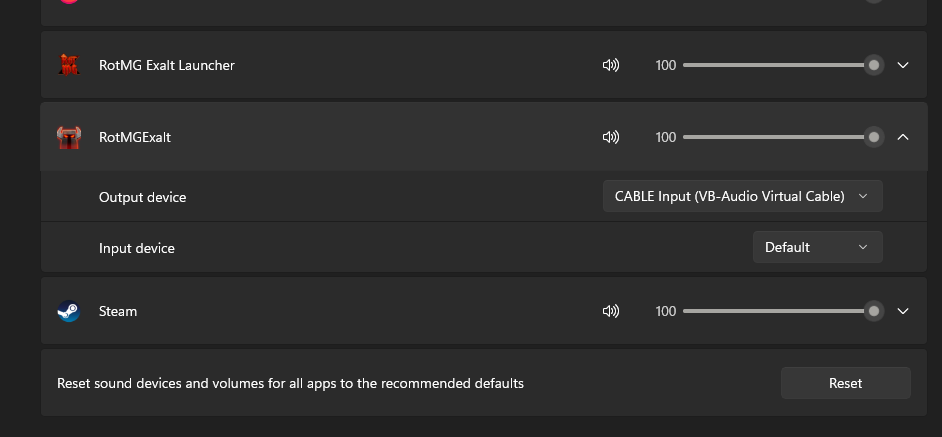 RotMG Exalt Launcher 100
RotMGExalt 100
Output device CABLE Input (VB-Audio Virtual Cable)
Input device Default
Steam 100
Reset sound devices and volumes for all apps to the recommended defaults Reset